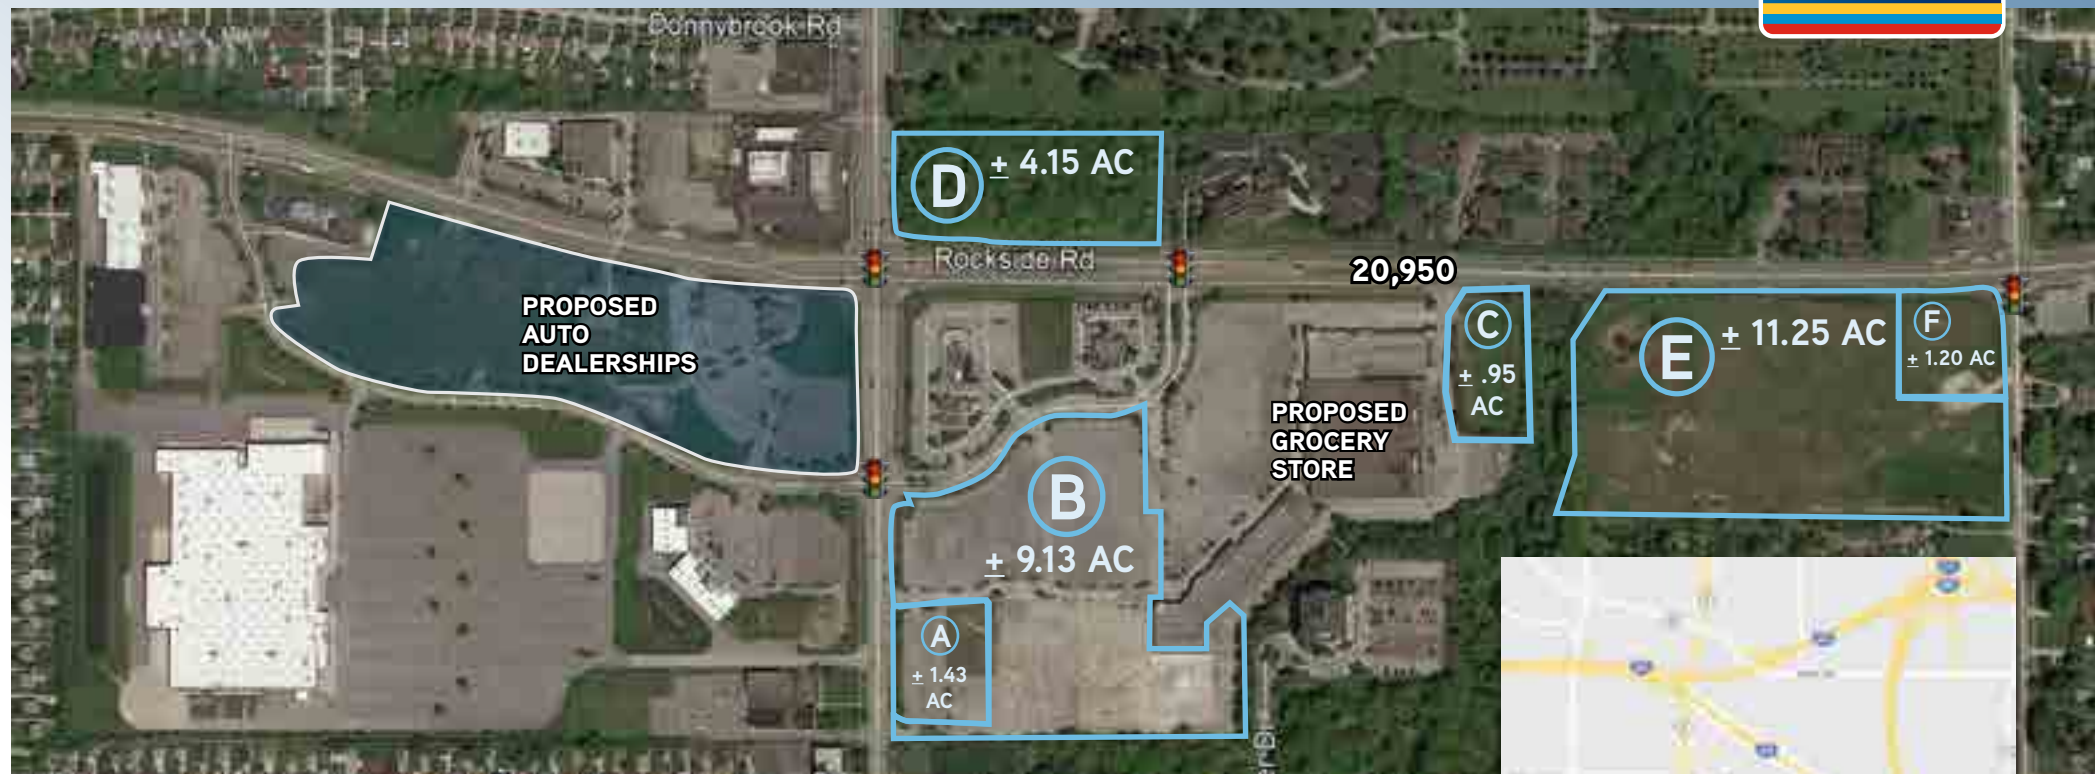 Donnybrook Rd
D
± 4.15 AC
Rockside Rd
20,950
PROPOSED
AUTO
DEALERSHIPS
C
± .95
AC
E
± 11.25 AC
F
± 1.20 AC
PROPOSED
GROCERY
STORE
B
± 9.13 AC
A
± 1.43
AC